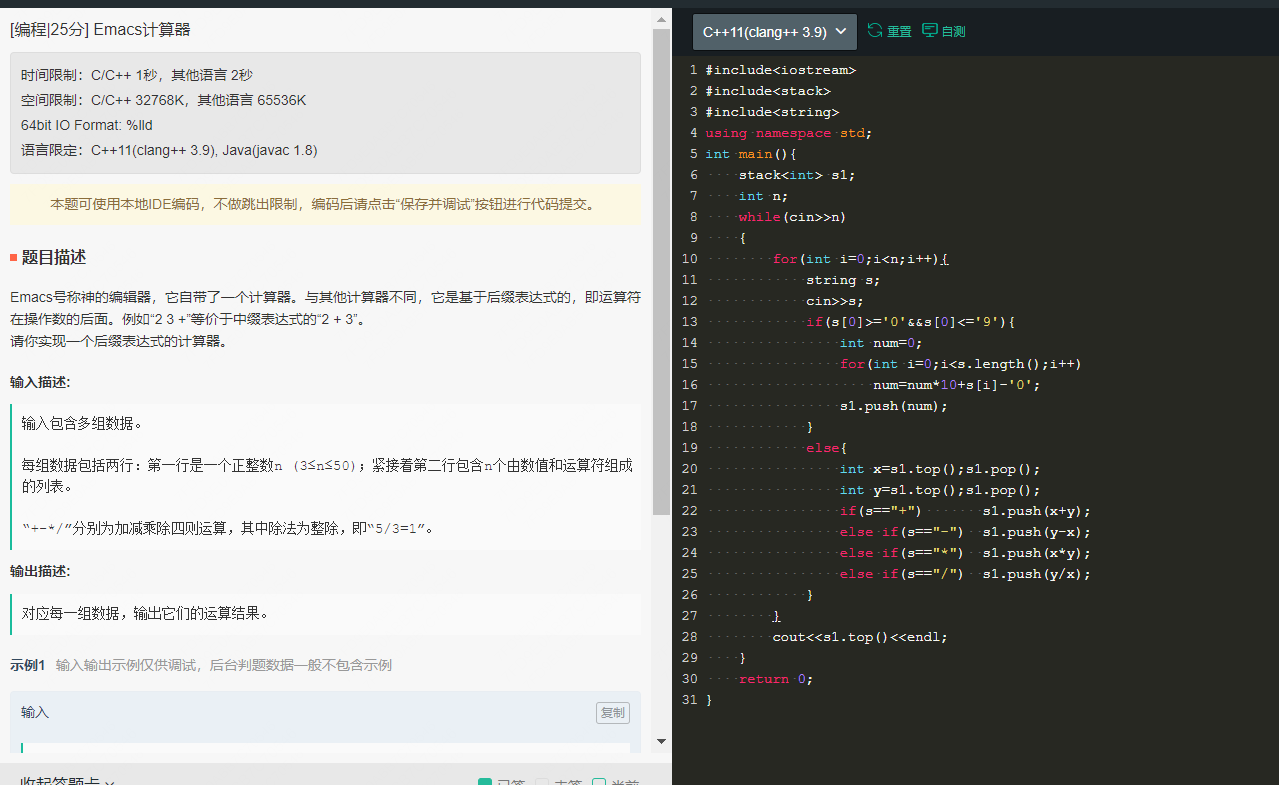 [编程|25分] Emacs计算器
时间限制：C/C++ 1秒，其他语言 2秒
空间限制：C/C++ 32768K，其他语言 65536K
64bit IO Format: %lld
语言限定：C++11(clang++ 3.9), Java(javac 1.8)
本题可使用本地IDE编码，不做跳出限制，编码后请点击“保存并调试”按钮进行代码提交。
题目描述
Emacs号称神的编辑器，它自带了一个计算器。与其他计算器不同，它是基于后缀表达式的，即运算符
在操作数的后面。例如“2 3 +”等价于中缀表达式的“2 + 3”。
请你实现一个后缀表达式的计算器。
输入描述:
输入包含多组数据。
每组数据包括两行：第一行是一个正整数n (3≤n≤50)；紧接着第二行包含n个由数值和运算符组成
的列表。
“+-*/”分别为加减乘除四则运算，其中除法为整除，即“5/3=1”。
输出描述:
对应每一组数据，输出它们的运算结果。
示例1 输入输出示例仅供调试，后台判题数据一般不包含示例
输入
复制
收起答题卡
已答 未答 当前
C++11(clang++ 3.9) 重置 自测
1 #include<iostream>
2 #include<stack>
3 #include<string>
4 using namespace std;
5 int main(){
6     stack<int> s1;
7     int n;
8     while(cin>>n)
9     {
10         for(int i=0;i<n;i++){
11             string s;
12             cin>>s;
13             if(s[0]>='0'&&s[0]<='9'){
14                 int num=0;
15                 for(int i=0;i<s.length();i++)
16                     num=num*10+s[i]-'0';
17                 s1.push(num);
18             }
19             else{
20                 int x=s1.top();s1.pop();
21                 int y=s1.top();s1.pop();
22                 if(s=="+")       s1.push(x+y);
23                 else if(s=="-")  s1.push(y-x);
24                 else if(s=="*")  s1.push(x*y);
25                 else if(s=="/")  s1.push(y/x);
26             }
27         }
28         cout<<s1.top()<<endl;
29     }
30     return 0;
31 }